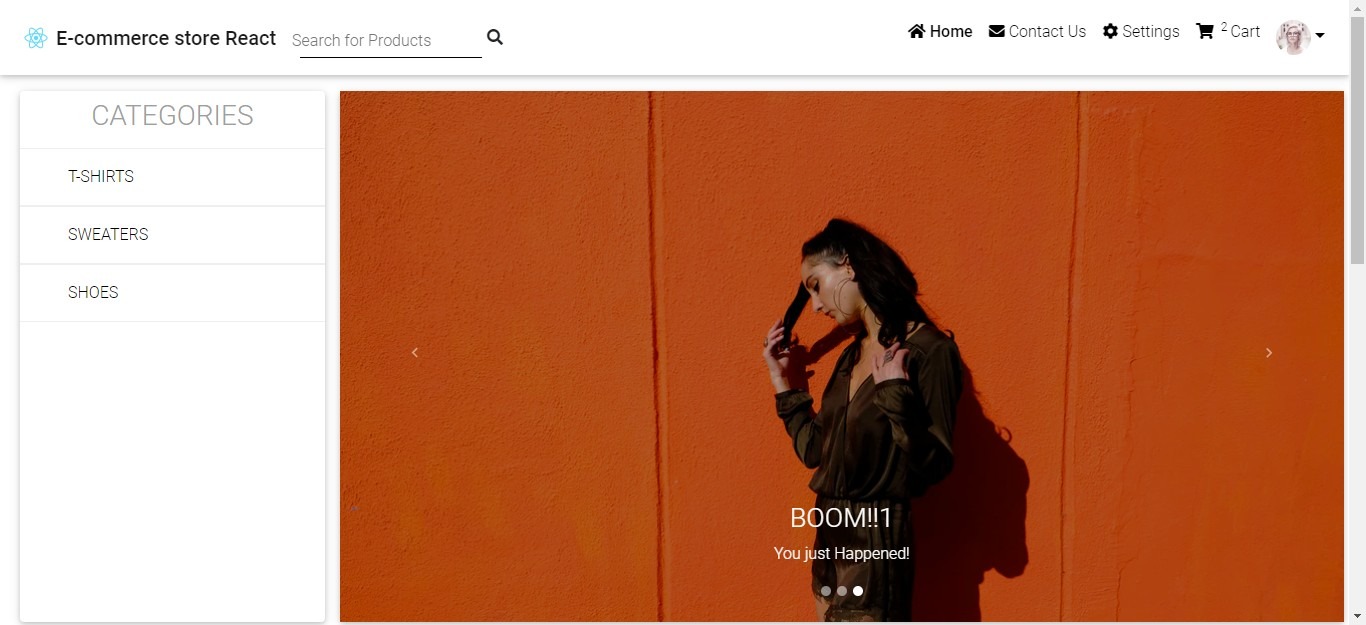 E-commerce store React
Search for Products
Home
Contact Us
Settings
2 Cart
CATEGORIES
T-SHIRTS
SWEATERS
SHOES
BOOM!!1
You just Happened!